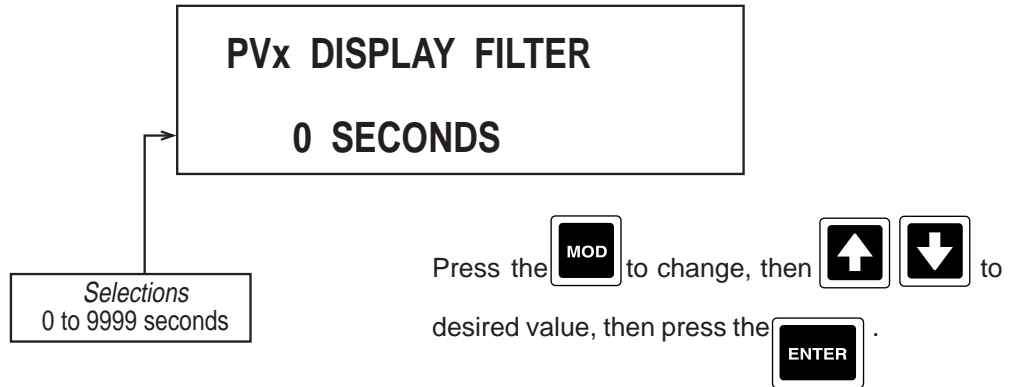 PVx DISPLAY FILTER
0 SECONDS
Selections
0 to 9999 seconds
Press the MOD to change, then to
desired value, then press the ENTER .